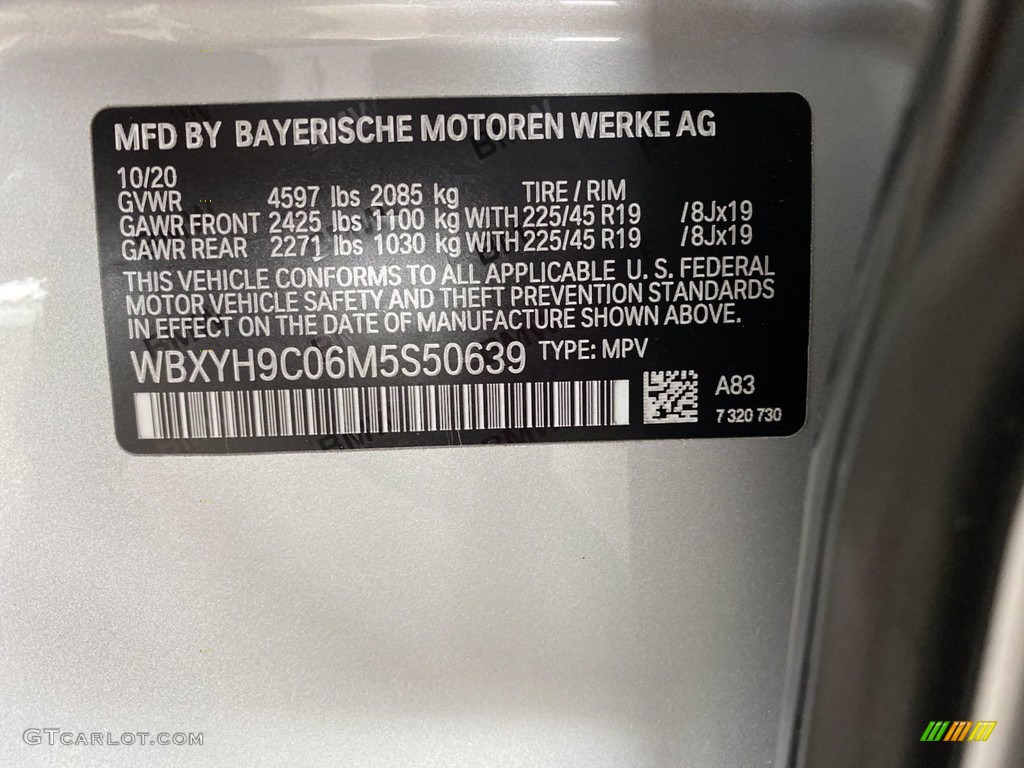 MFD BY BAYERISCHE MOTOREN WERKE AG
10/20
GVWR 4597 lbs 2085 kg TIRE / RIM
GAWR FRONT 2425 lbs 1100 kg WITH 225/45 R19 /8Jx19
GAWR REAR 2271 lbs 1030 kg WITH 225/45 R19 /8Jx19
THIS VEHICLE CONFORMS TO ALL APPLICABLE U. S. FEDERAL
MOTOR VEHICLE SAFETY AND THEFT PREVENTION STANDARDS
IN EFFECT ON THE DATE OF MANUFACTURE SHOWN ABOVE.
WBXYH9C06M5S50639 TYPE: MPV
A83
7 320 730
GTCARLOT.COM